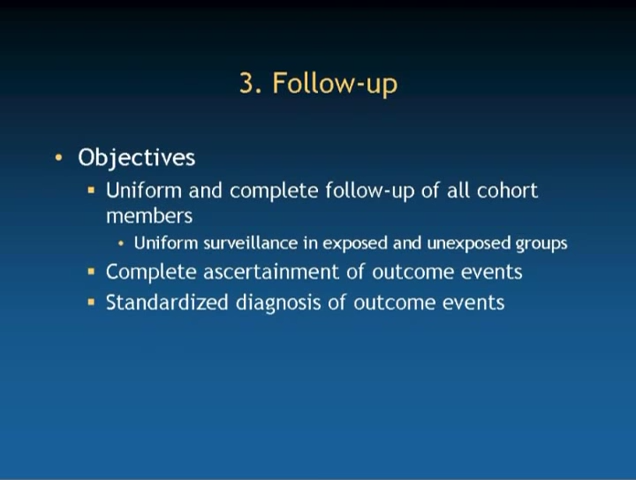 3. Follow-up
• Objectives
▪ Uniform and complete follow-up of all cohort
members
• Uniform surveillance in exposed and unexposed groups
▪ Complete ascertainment of outcome events
▪ Standardized diagnosis of outcome events